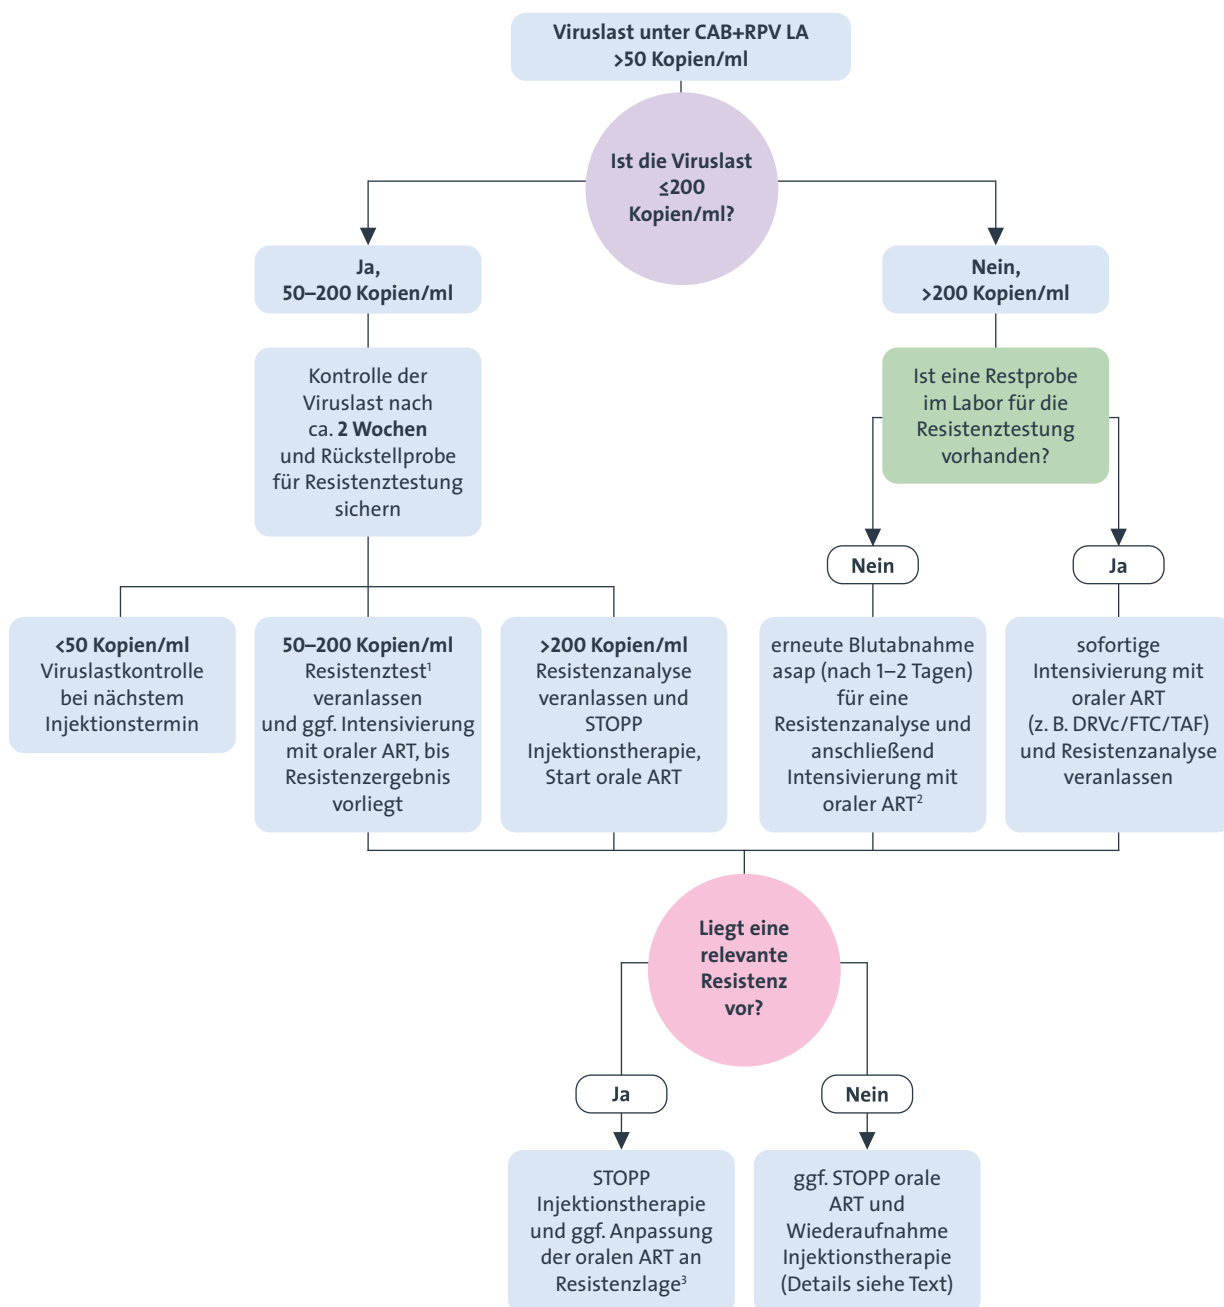 Viruslast unter CAB+RPV LA
>50 Kopien/ml
Ist die Viruslast
≤200
Kopien/ml?
Ja,
50–200 Kopien/ml
Nein,
>200 Kopien/ml
Kontrolle der
Viruslast nach
ca. 2 Wochen
und Rückstellprobe
für Resistenztestung
sichern
Ist eine Restprobe
im Labor für die
Resistenztestung
vorhanden?
Nein
Ja
<50 Kopien/ml
Viruslastkontrolle
bei nächstem
Injektionstermin
50–200 Kopien/ml
Resistenztest¹
veranlassen
und ggf. Intensivierung
mit oraler ART, bis
Resistenzergebnis
vorliegt
>200 Kopien/ml
Resistenzanalyse
veranlassen und
STOPP
Injektionstherapie,
Start orale ART
erneute Blutabnahme
asap (nach 1–2 Tagen)
für eine
Resistenzanalyse und
anschließend
Intensivierung mit
oraler ART²
sofortige
Intensivierung mit
oraler ART
(z. B. DRVc/FTC/TAF)
und Resistenzanalyse
veranlassen
Liegt eine
relevante
Resistenz
vor?
Ja
Nein
STOPP
Injektionstherapie
und ggf. Anpassung
der oralen ART an
Resistenzlage³
ggf. STOPP orale
ART und
Wiederaufnahme
Injektionstherapie
(Details siehe Text)